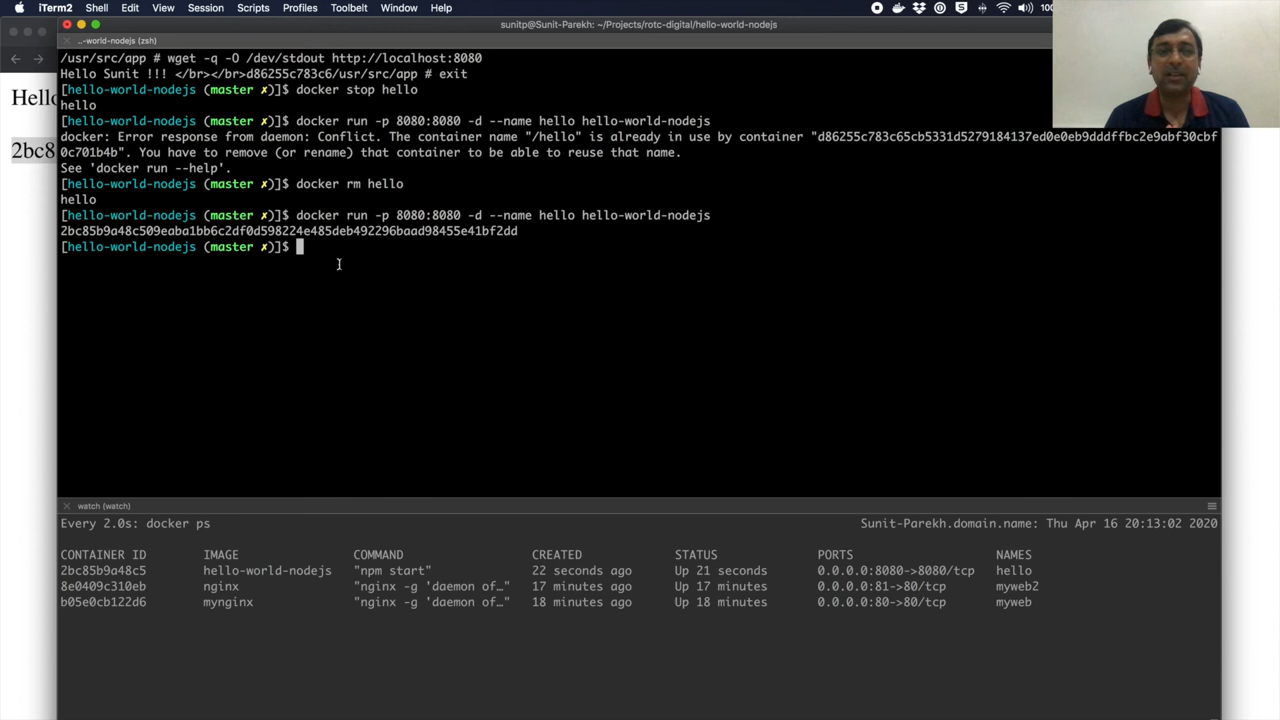 iTerm2 Shell Edit View Session Scripts Profiles Toolbelt Window Help
sunitp@Sunit-Parekh: ~/Projects/rotc-digital/hello-world-nodejs
..-world-nodejs (zsh)
/usr/src/app # wget -q -O /dev/stdout http://localhost:8080
Hello Sunit !!! </br></br>d86255c783c6/usr/src/app # exit
[hello-world-nodejs (master ✗)]$ docker stop hello
hello
[hello-world-nodejs (master ✗)]$ docker run -p 8080:8080 -d --name hello hello-world-nodejs
docker: Error response from daemon: Conflict. The container name "/hello" is already in use by container "d86255c783c65cb5331d5279184137ed0e0eb9dddffbc2e9abf30cbf
0c701b4b". You have to remove (or rename) that container to be able to reuse that name.
See 'docker run --help'.
[hello-world-nodejs (master ✗)]$ docker rm hello
hello
[hello-world-nodejs (master ✗)]$ docker run -p 8080:8080 -d --name hello hello-world-nodejs
2bc85b9a48c509eaba1bb6c2df0d598224e485deb492296baad98455e41bf2dd
[hello-world-nodejs (master ✗)]$
Hello
2bc8
watch (watch)
Every 2.0s: docker ps Sunit-Parekh.domain.name: Thu Apr 16 20:13:02 2020
CONTAINER ID IMAGE COMMAND CREATED STATUS PORTS NAMES
2bc85b9a48c5 hello-world-nodejs "npm start" 22 seconds ago Up 21 seconds 0.0.0.0:8080->8080/tcp hello
8e0409c310eb nginx "nginx -g 'daemon of…" 17 minutes ago Up 17 minutes 0.0.0.0:81->80/tcp myweb2
b05e0cb122d6 mynginx "nginx -g 'daemon of…" 18 minutes ago Up 18 minutes 0.0.0.0:80->80/tcp myweb